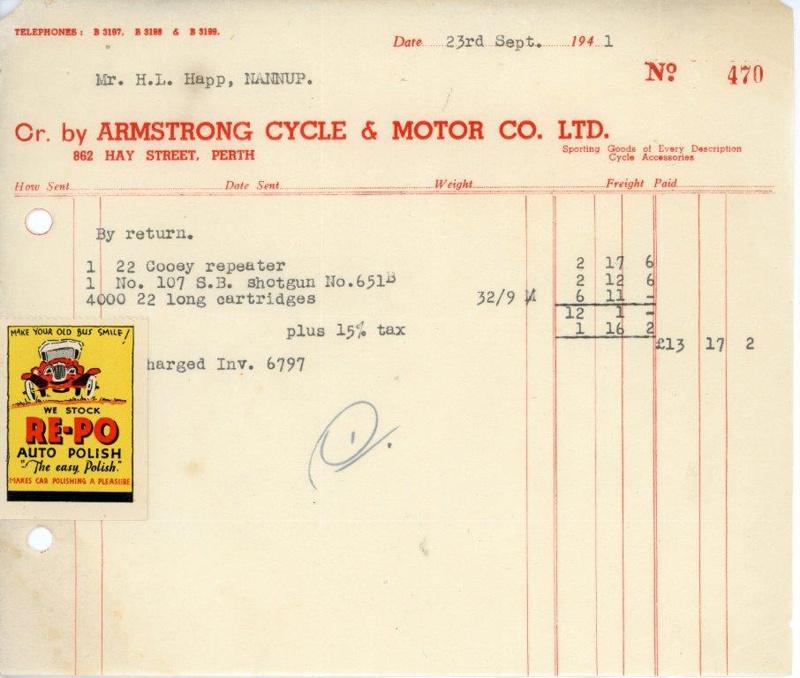 TELEPHONES: B 3197, B 3198 & B 3199.
Date 23rd Sept. 1941
Mr. H.L. Happ, NANNUP.
No 470
Cr. by ARMSTRONG CYCLE & MOTOR CO. LTD.
862 HAY STREET, PERTH
Sporting Goods of Every Description
Cycle Accessories
How Sent Date Sent Weight Freight Paid
By return.
1 22 Cooey repeater 2 17 6
1 No. 107 S.B. shotgun No.651B 2 12 6
4000 22 long cartridges 32/9 M 6 11 -
12 1 -
plus 15% tax 1 16 2
£13 17 2
harged Inv. 6797
MAKE YOUR OLD BUS SMILE!
WE STOCK
RE-PO
AUTO POLISH
"The easy Polish."
MAKES CAR POLISHING A PLEASURE